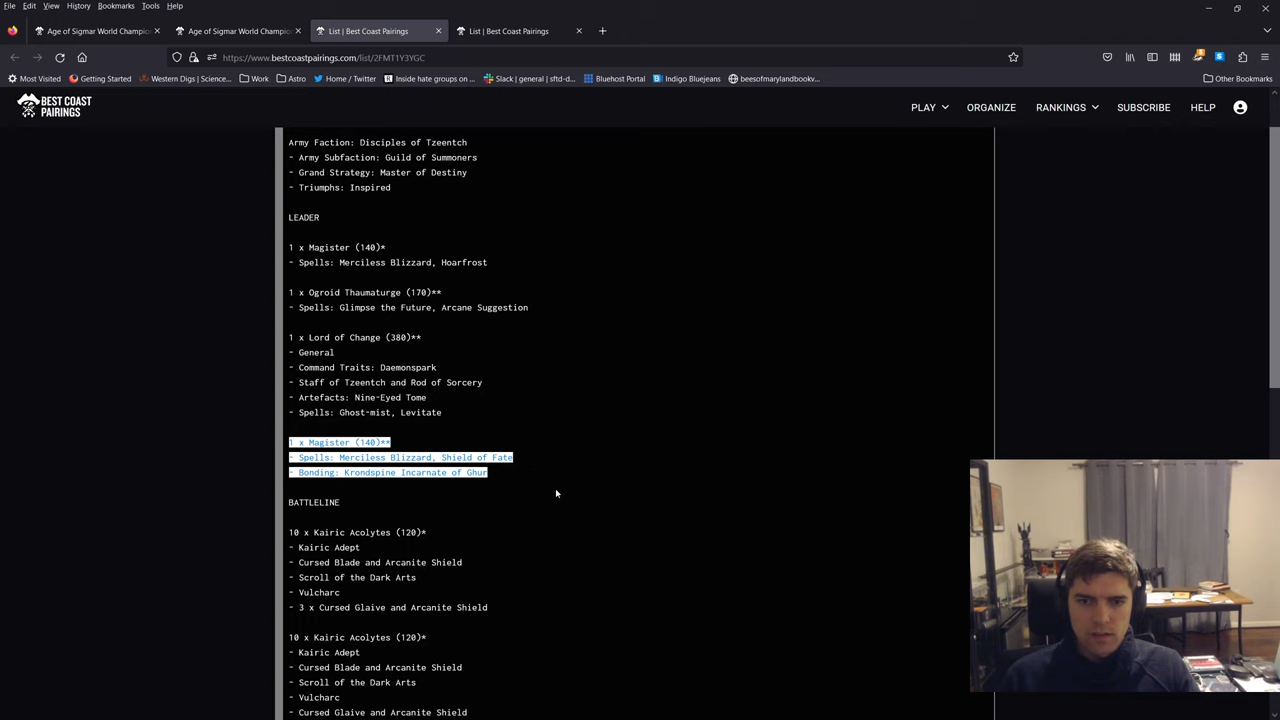 File Edit View History Bookmarks Tools Help
Age of Sigmar World Champion
Age of Sigmar World Champion
List | Best Coast Pairings
List | Best Coast Pairings
https://www.bestcoastpairings.com/list/2FMT1Y3YGC
Most Visited Getting Started Western Digs | Science... Work Astro Home / Twitter Inside hate groups on ... Slack | general | sftd-d... Bluehost Portal Indigo Bluejeans beesofmarylandbookv... Other Bookmarks
BEST COAST PAIRINGS
PLAY ORGANIZE RANKINGS SUBSCRIBE HELP
Army Faction: Disciples of Tzeentch
- Army Subfaction: Guild of Summoners
- Grand Strategy: Master of Destiny
- Triumphs: Inspired
LEADER
1 x Magister (140)*
- Spells: Merciless Blizzard, Hoarfrost
1 x Ogroid Thaumaturge (170)**
- Spells: Glimpse the Future, Arcane Suggestion
1 x Lord of Change (380)**
- General
- Command Traits: Daemonspark
- Staff of Tzeentch and Rod of Sorcery
- Artefacts: Nine-Eyed Tome
- Spells: Ghost-mist, Levitate
1 x Magister (140)**
- Spells: Merciless Blizzard, Shield of Fate
- Bonding: Krondspine Incarnate of Ghur
BATTLELINE
10 x Kairic Acolytes (120)*
- Kairic Adept
- Cursed Blade and Arcanite Shield
- Scroll of the Dark Arts
- Vulcharc
- 3 x Cursed Glaive and Arcanite Shield
10 x Kairic Acolytes (120)*
- Kairic Adept
- Cursed Blade and Arcanite Shield
- Scroll of the Dark Arts
- Vulcharc
- Cursed Glaive and Arcanite Shield